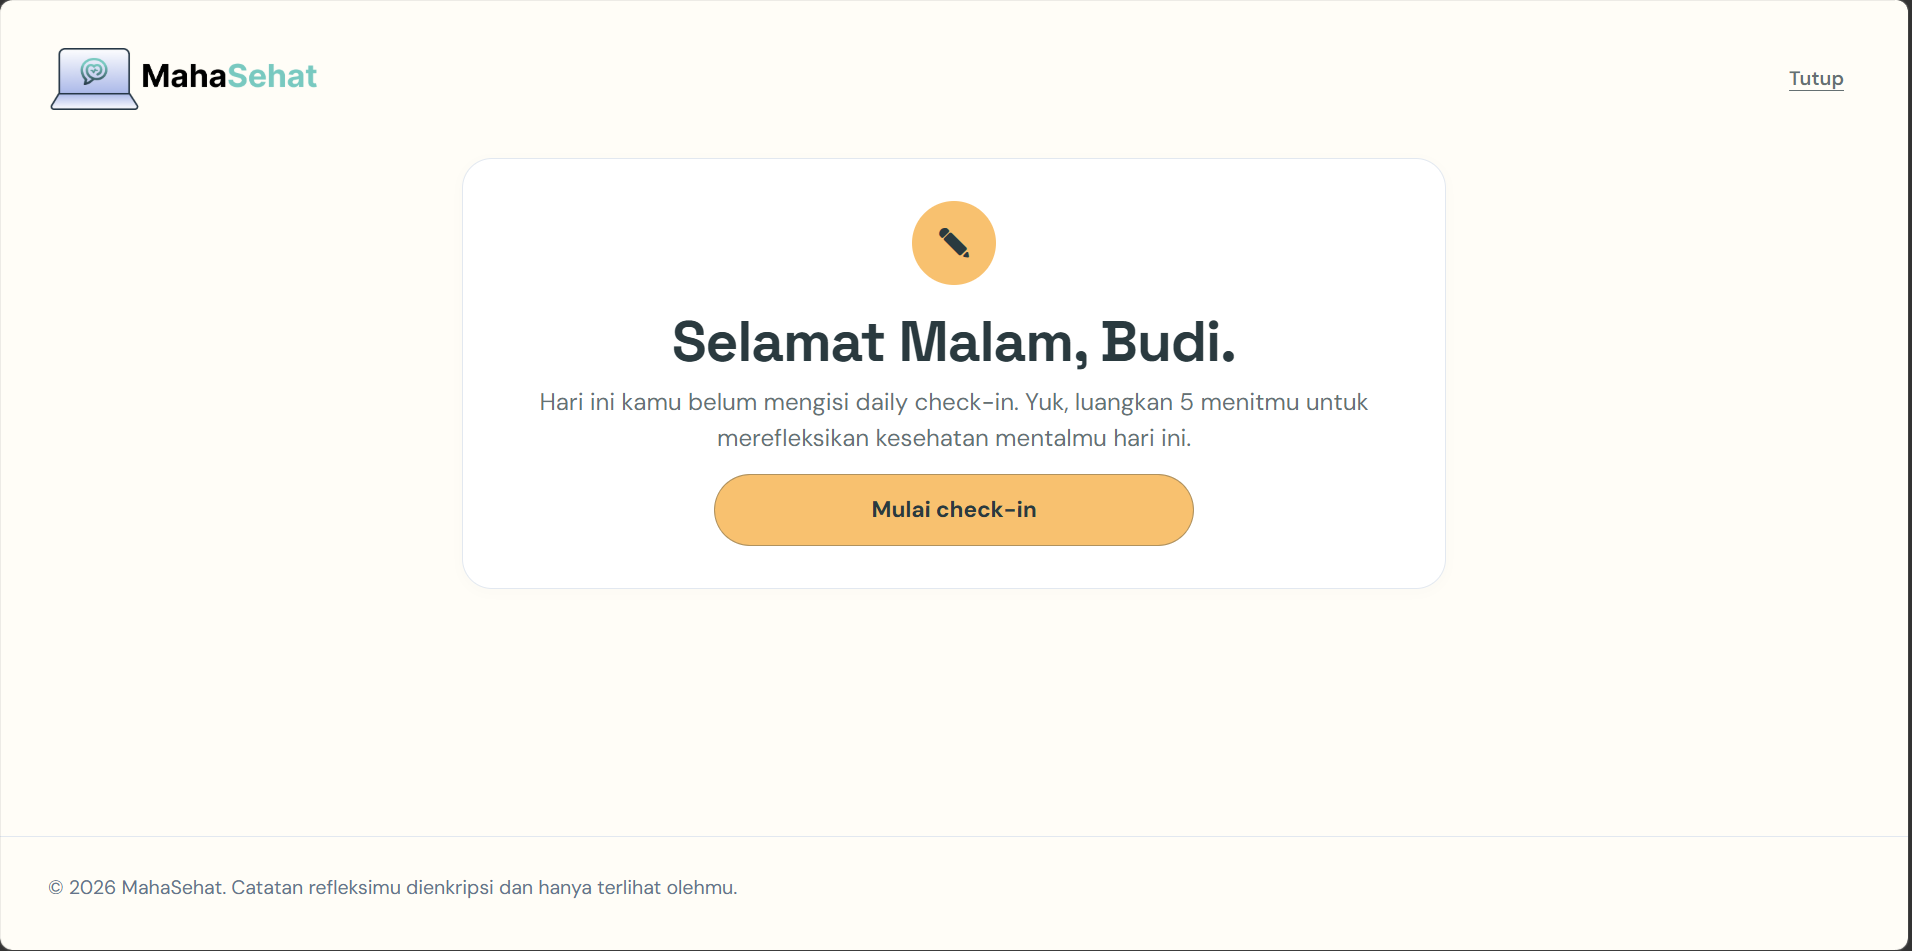 MahaSehat
Tutup
Selamat Malam, Budi.
Hari ini kamu belum mengisi daily check-in. Yuk, luangkan 5 menitmu untuk
merefleksikan kesehatan mentalmu hari ini.
Mulai check-in
© 2026 MahaSehat. Catatan refleksimu dienkripsi dan hanya terlihat olehmu.